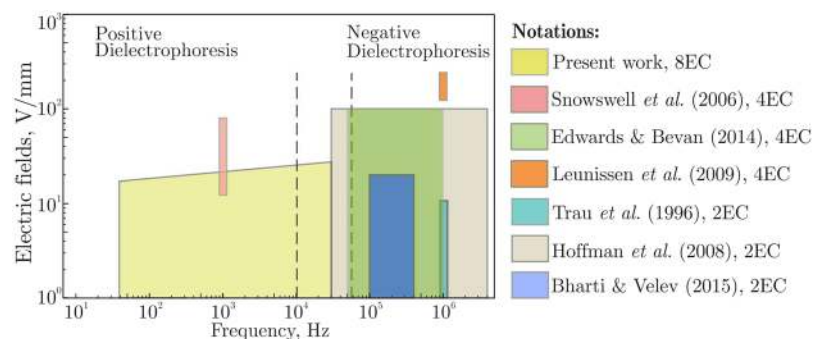 Positive
Dielectrophoresis
Negative
Dielectrophoresis
Electric fields, V/mm
10³
10²
10¹
10⁰
10¹
10²
10³
10⁴
10⁵
10⁶
Frequency, Hz
Notations:
Present work, 8EC
Snowswell et al. (2006), 4EC
Edwards & Bevan (2014), 4EC
Leunissen et al. (2009), 4EC
Trau et al. (1996), 2EC
Hoffman et al. (2008), 2EC
Bharti & Velev (2015), 2EC